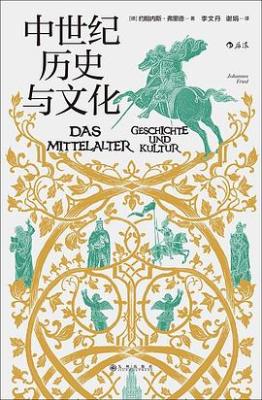 [德]约翰内斯·弗里德—著
李文丹 谢娟—译
后浪
中世纪
历史
与文化
Johannes
Fried
DAS
MITTELALTER
GESCHICHTE
UND
KULTUR